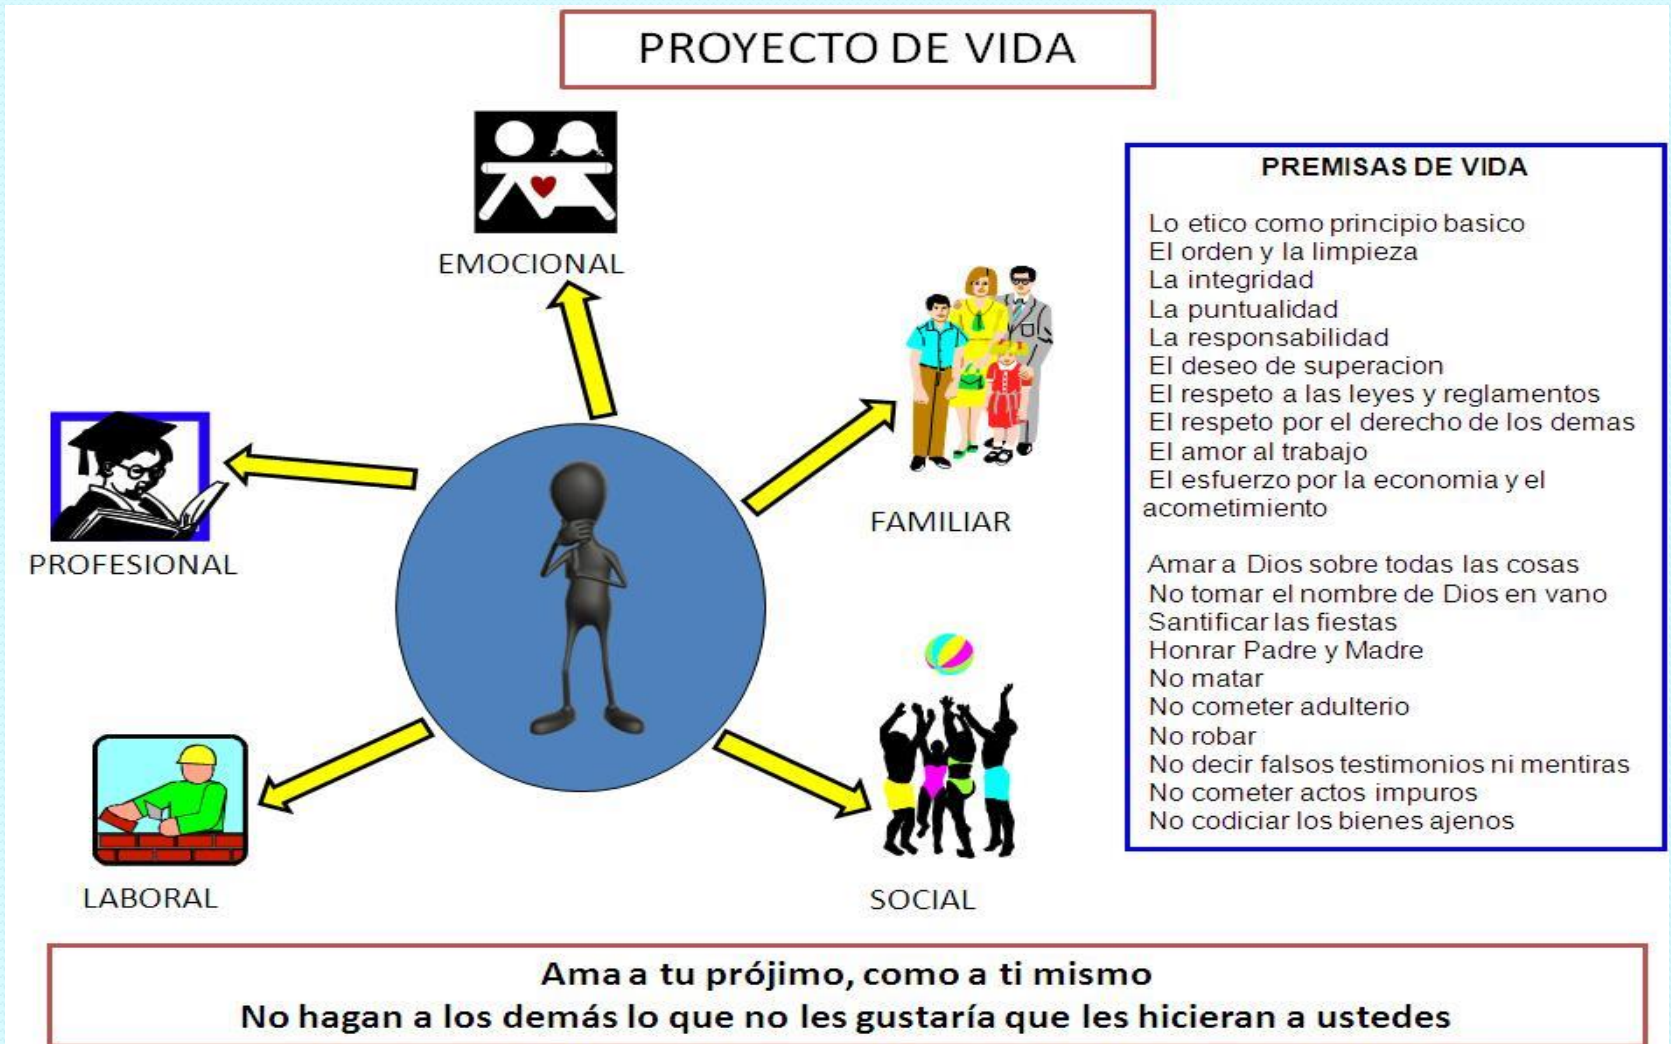 PROYECTO DE VIDA
EMOCIONAL
PROFESIONAL
FAMILIAR
LABORAL
SOCIAL
PREMISAS DE VIDA
Lo etico como principio basico
El orden y la limpieza
La integridad
La puntualidad
La responsabilidad
El deseo de superacion
El respeto a las leyes y reglamentos
El respeto por el derecho de los demas
El amor al trabajo
El esfuerzo por la economia y el
acometimiento
Amar a Dios sobre todas las cosas
No tomar el nombre de Dios en vano
Santificar las fiestas
Honrar Padre y Madre
No matar
No cometer adulterio
No robar
No decir falsos testimonios ni mentiras
No cometer actos impuros
No codiciar los bienes ajenos
Ama a tu prójimo, como a ti mismo
No hagan a los demás lo que no les gustaría que les hicieran a ustedes